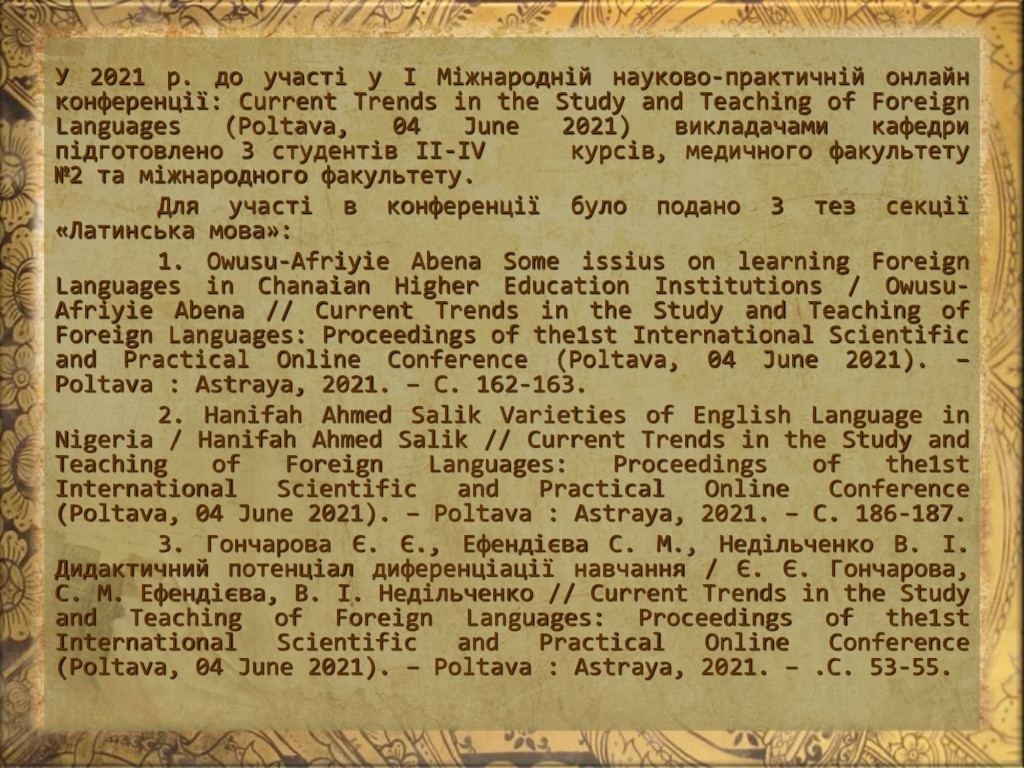 У 2021 р. до участі у І Міжнародній науково-практичній онлайн
конференції: Current Trends in the Study and Teaching of Foreign
Languages (Poltava, 04 June 2021) викладачами кафедри
підготовлено 3 студентів ІІ-ІV курсів, медичного факультету
№2 та міжнародного факультету.
Для участі в конференції було подано 3 тез секції
«Латинська мова»:
1. Owusu-Afriyie Abena Some issius on learning Foreign
Languages in Chanaian Higher Education Institutions / Owusu-
Afriyie Abena // Current Trends in the Study and Teaching of
Foreign Languages: Proceedings of the1st International Scientific
and Practical Online Conference (Poltava, 04 June 2021). –
Poltava : Astraya, 2021. – С. 162-163.
2. Hanifah Ahmed Salik Varieties of English Language in
Nigeria / Hanifah Ahmed Salik // Current Trends in the Study and
Teaching of Foreign Languages: Proceedings of the1st
International Scientific and Practical Online Conference
(Poltava, 04 June 2021). – Poltava : Astraya, 2021. – С. 186-187.
3. Гончарова Є. Є., Ефендієва С. М., Недільченко В. І.
Дидактичний потенціал диференціації навчання / Є. Є. Гончарова,
С. М. Ефендієва, В. І. Недільченко // Current Trends in the Study
and Teaching of Foreign Languages: Proceedings of the1st
International Scientific and Practical Online Conference
(Poltava, 04 June 2021). – Poltava : Astraya, 2021. – .С. 53-55.